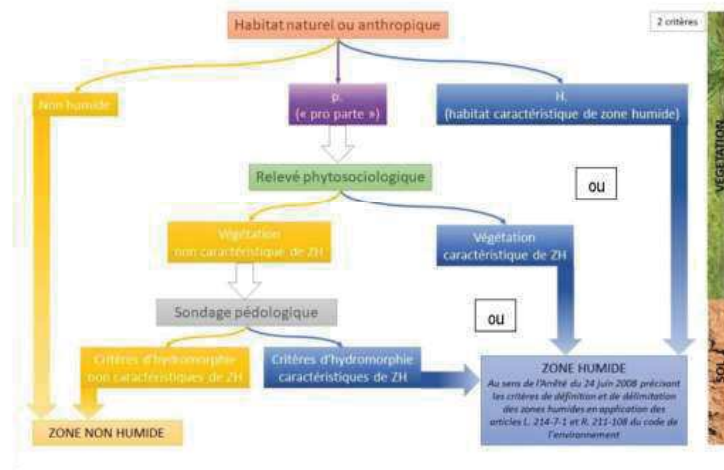 Habitat naturel ou anthropique
2 critères
Non humide
p.
(« pro parte »)
H.
(habitat caractéristique de zone humide)
VÉGÉTATION
Relevé phytosociologique
ou
Végétation
non caractéristique de ZH
Végétation
caractéristique de ZH
Sondage pédologique
ou
Critères d'hydromorphie
non caractéristiques de ZH
Critères d'hydromorphie
caractéristiques de ZH
SOL
ZONE HUMIDE
Au sens de l'Arrêté du 24 juin 2008 précisant
les critères de définition et de délimitation
des zones humides en application des
articles L. 214-7-1 et R. 211-108 du code de
l'environnement
ZONE NON HUMIDE